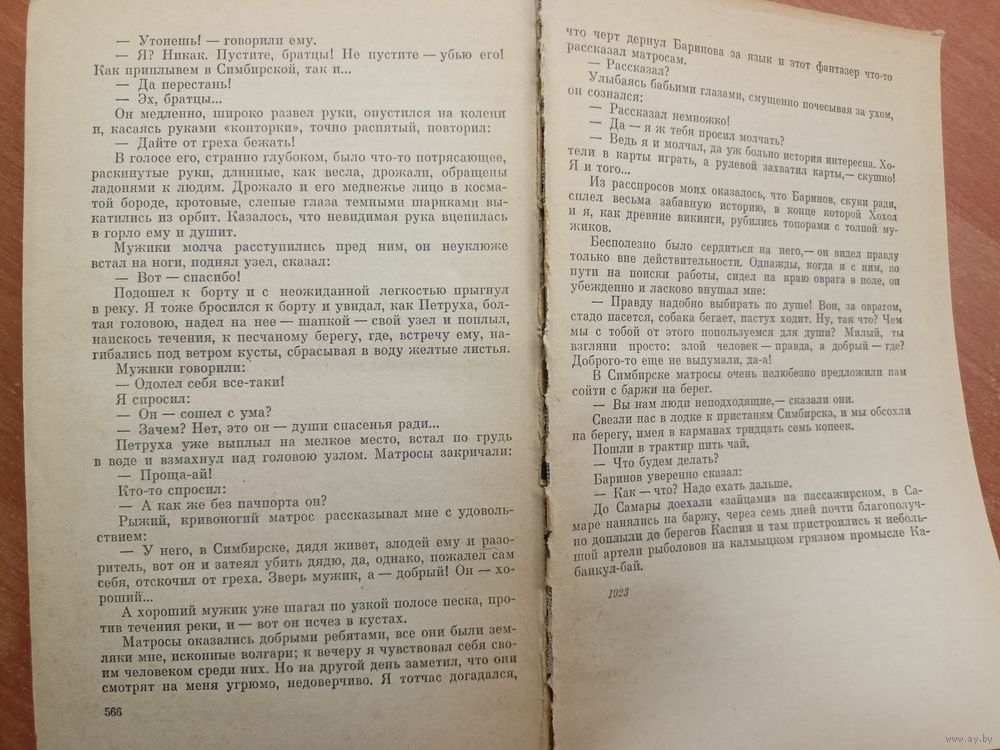 — Утонешь! — говорили ему.
— Я? Никак. Пустите, братцы! Не пустите — убью его!
Как приплывем в Симбирской, так и...
— Да перестань!
— Эх, братцы...
Он медленно, широко развел руки, опустился на колени
и, касаясь руками «конторки», точно распятый, повторил:
— Дайте от греха бежать!
В голосе его, странно глубоком, было что-то потрясающее,
раскинутые руки, длинные, как весла, дрожали, обращены
ладонями к людям. Дрожало и его медвежье лицо в косма-
той бороде, кротовые, слепые глаза темными шариками вы-
катились из орбит. Казалось, что невидимая рука вцепилась
в горло ему и душит.
Мужики молча расступились пред ним, он неуклюже
встал на ноги, поднял узел, сказал:
— Вот — спасибо!
Подошел к борту и с неожиданной легкостью прыгнул
в реку. Я тоже бросился к борту и увидал, как Петруха, бол-
тая головою, надел на нее — шапкой — свой узел и поплыл,
наискось течения, к песчаному берегу, где, встречу ему, на-
гибались под ветром кусты, сбрасывая в воду желтые листья.
Мужики говорили:
— Одолел себя все-таки!
Я спросил:
— Он — сошел с ума?
— Зачем? Нет, это он — души спасенья ради...
Петруха уже выплыл на мелкое место, встал по грудь
в воде и взмахнул над головою узлом. Матросы закричали:
— Проща-ай!
Кто-то спросил:
— А как же без пачпорта он?
Рыжий, кривоногий матрос рассказывал мне с удоволь-
ствием:
— У него, в Симбирске, дядя живет, злодей ему и разо-
ритель, вот он и затеял убить дядю, да, однако, пожалел сам
себя, отскочил от греха. Зверь мужик, а — добрый! Он — хо-
роший...
А хороший мужик уже шагал по узкой полосе песка, про-
тив течения реки, и — вот он исчез в кустах.
Матросы оказались добрыми ребятами, все они были зем-
ляки мне, исконные волгари; к вечеру я чувствовал себя сво-
им человеком среди них. Но на другой день заметил, что они
смотрят на меня угрюмо, недоверчиво. Я тотчас догадался,
566
что черт дернул Баринова за язык и этот фантазер что-то
рассказал матросам.
— Рассказал?
Улыбаясь бабьими глазами, смущенно почесывая за ухом,
он сознался:
— Рассказал немножко!
— Да — я ж тебя просил молчать?
— Ведь я и молчал, да уж больно история интересна. Хо-
тели в карты играть, а рулевой захватил карты,— скушно!
Я и того...
Из расспросов моих оказалось, что Баринов, скуки ради,
сплел весьма забавную историю, в конце которой Хохол
и я, как древние викинги, рубились топорами с толпой му-
жиков.
Бесполезно было сердиться на него,— он видел правду
только вне действительности. Однажды, когда я с ним, по
пути на поиски работы, сидел на краю оврага в поле, он
убежденно и ласково внушал мне:
— Правду надобно выбирать по душе! Вон, за оврагом,
стадо пасется, собака бегает, пастух ходит. Ну, так что? Чем
мы с тобой от этого попользуемся для души? Милый, ты
взгляни просто: злой человек — правда, а добрый — где?
Доброго-то еще не выдумали, да-а!
В Симбирске матросы очень нелюбезно предложили нам
сойти с баржи на берег.
— Вы нам люди неподходящие,— сказали они.
Свезли нас в лодке к пристаням Симбирска, и мы обсохли
на берегу, имея в карманах тридцать семь копеек.
Пошли в трактир пить чай.
— Что будем делать?
Баринов уверенно сказал:
— Как — что? Надо ехать дальше.
До Самары доехали «зайцами» на пассажирском, в Са-
маре нанялись на баржу, через семь дней почти благополуч-
но доплыли до берегов Каспия и там пристроились к неболь-
шой артели рыболовов на калмыцком грязном промысле Ка-
банкул-бай.
1923
www.ay.by